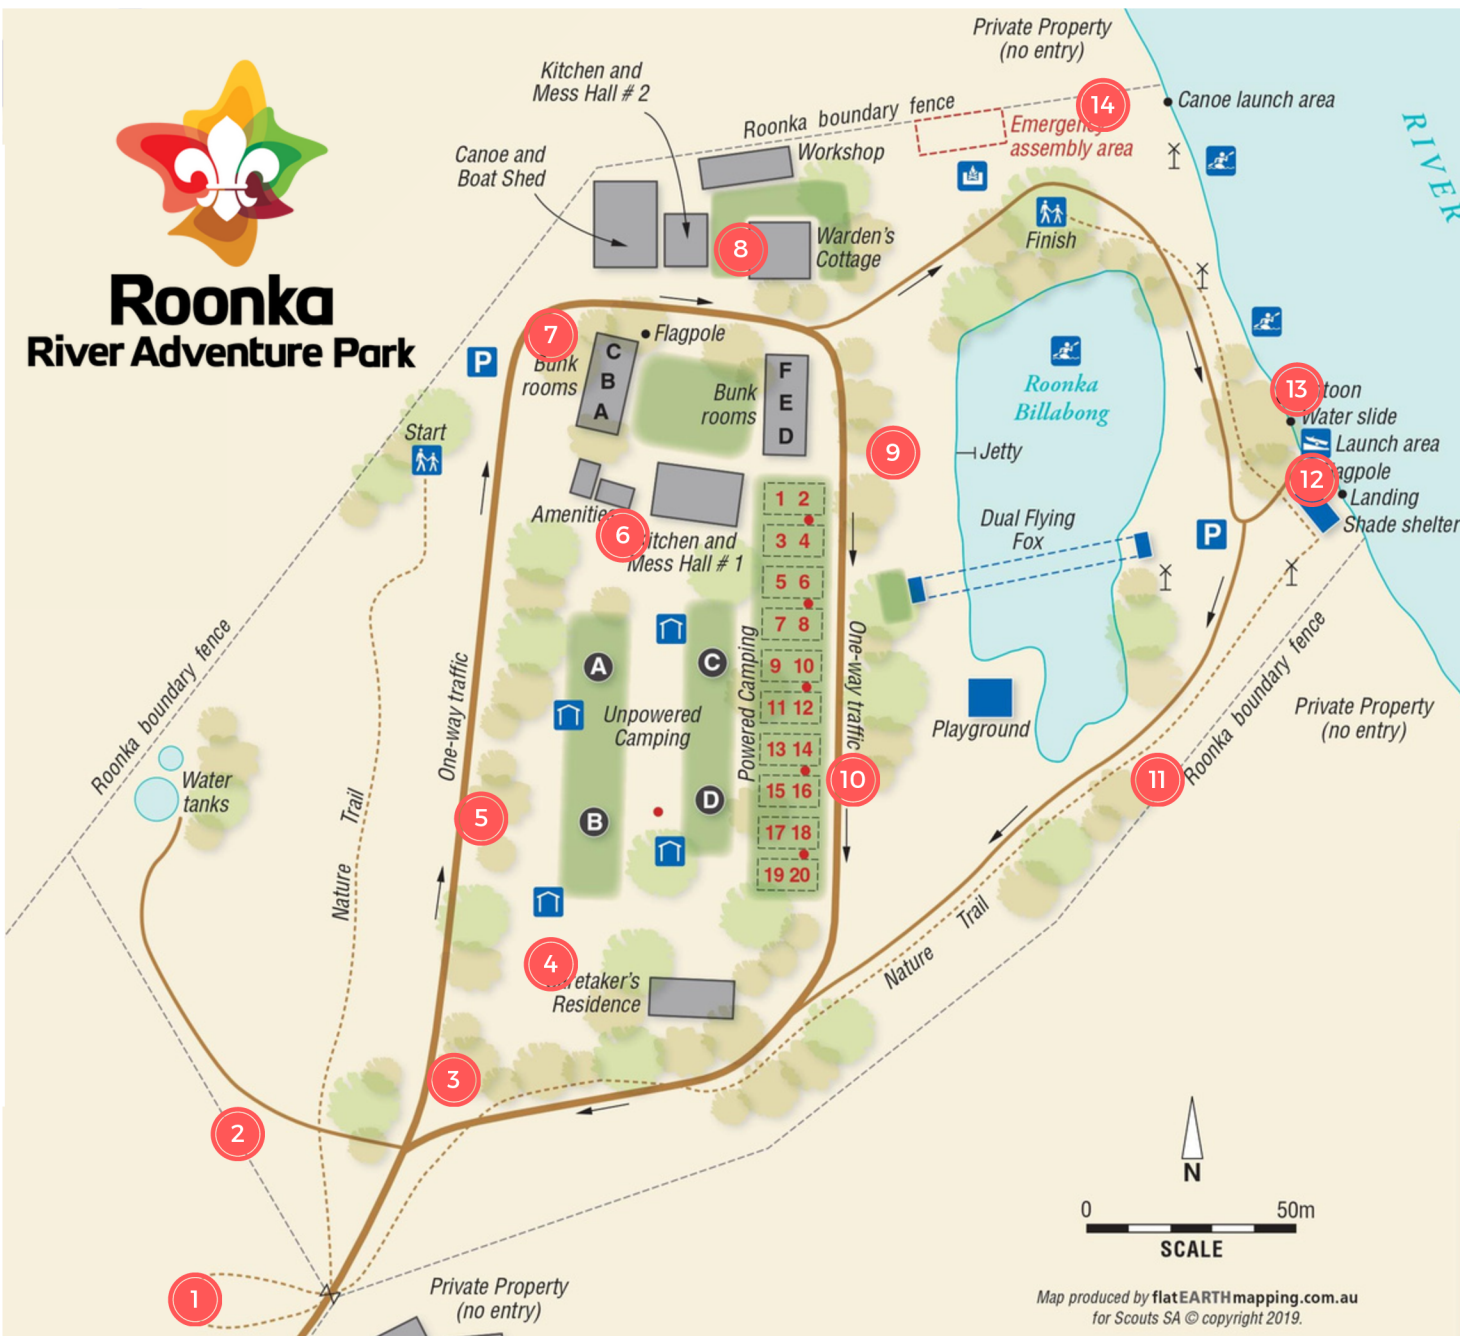 Private Property
(no entry)
Kitchen and
Mess Hall # 2
Canoe and
Boat Shed
Roonka boundary fence
14
Canoe launch area
Emergency
assembly area
RIVER
Workshop
Roonka
River Adventure Park
8
Warden's
Cottage
Finish
7
Flagpole
P
Bunk
rooms
C
B
A
Bunk
rooms
F
E
D
Roonka
Billabong
13
Water slide
Launch area
12
Landing
Shade shelter
Start
9
Jetty
Amenities
6
Kitchen and
Mess Hall # 1
Dual Flying
Fox
P
1 2
3 4
5 6
7 8
9 10
11 12
13 14
15 16
17 18
19 20
Powered Camping
One-way traffic
One-way traffic
A
C
Unpowered
Camping
B
D
Playground
Private Property
(no entry)
Roonka boundary fence
Roonka boundary fence
Water
tanks
Nature Trail
5
10
11
4
Caretaker's
Residence
Nature Trail
3
2
1
Private Property
(no entry)
N
0 50m
SCALE
Map produced by flatEARTHmapping.com.au
for Scouts SA © copyright 2019.